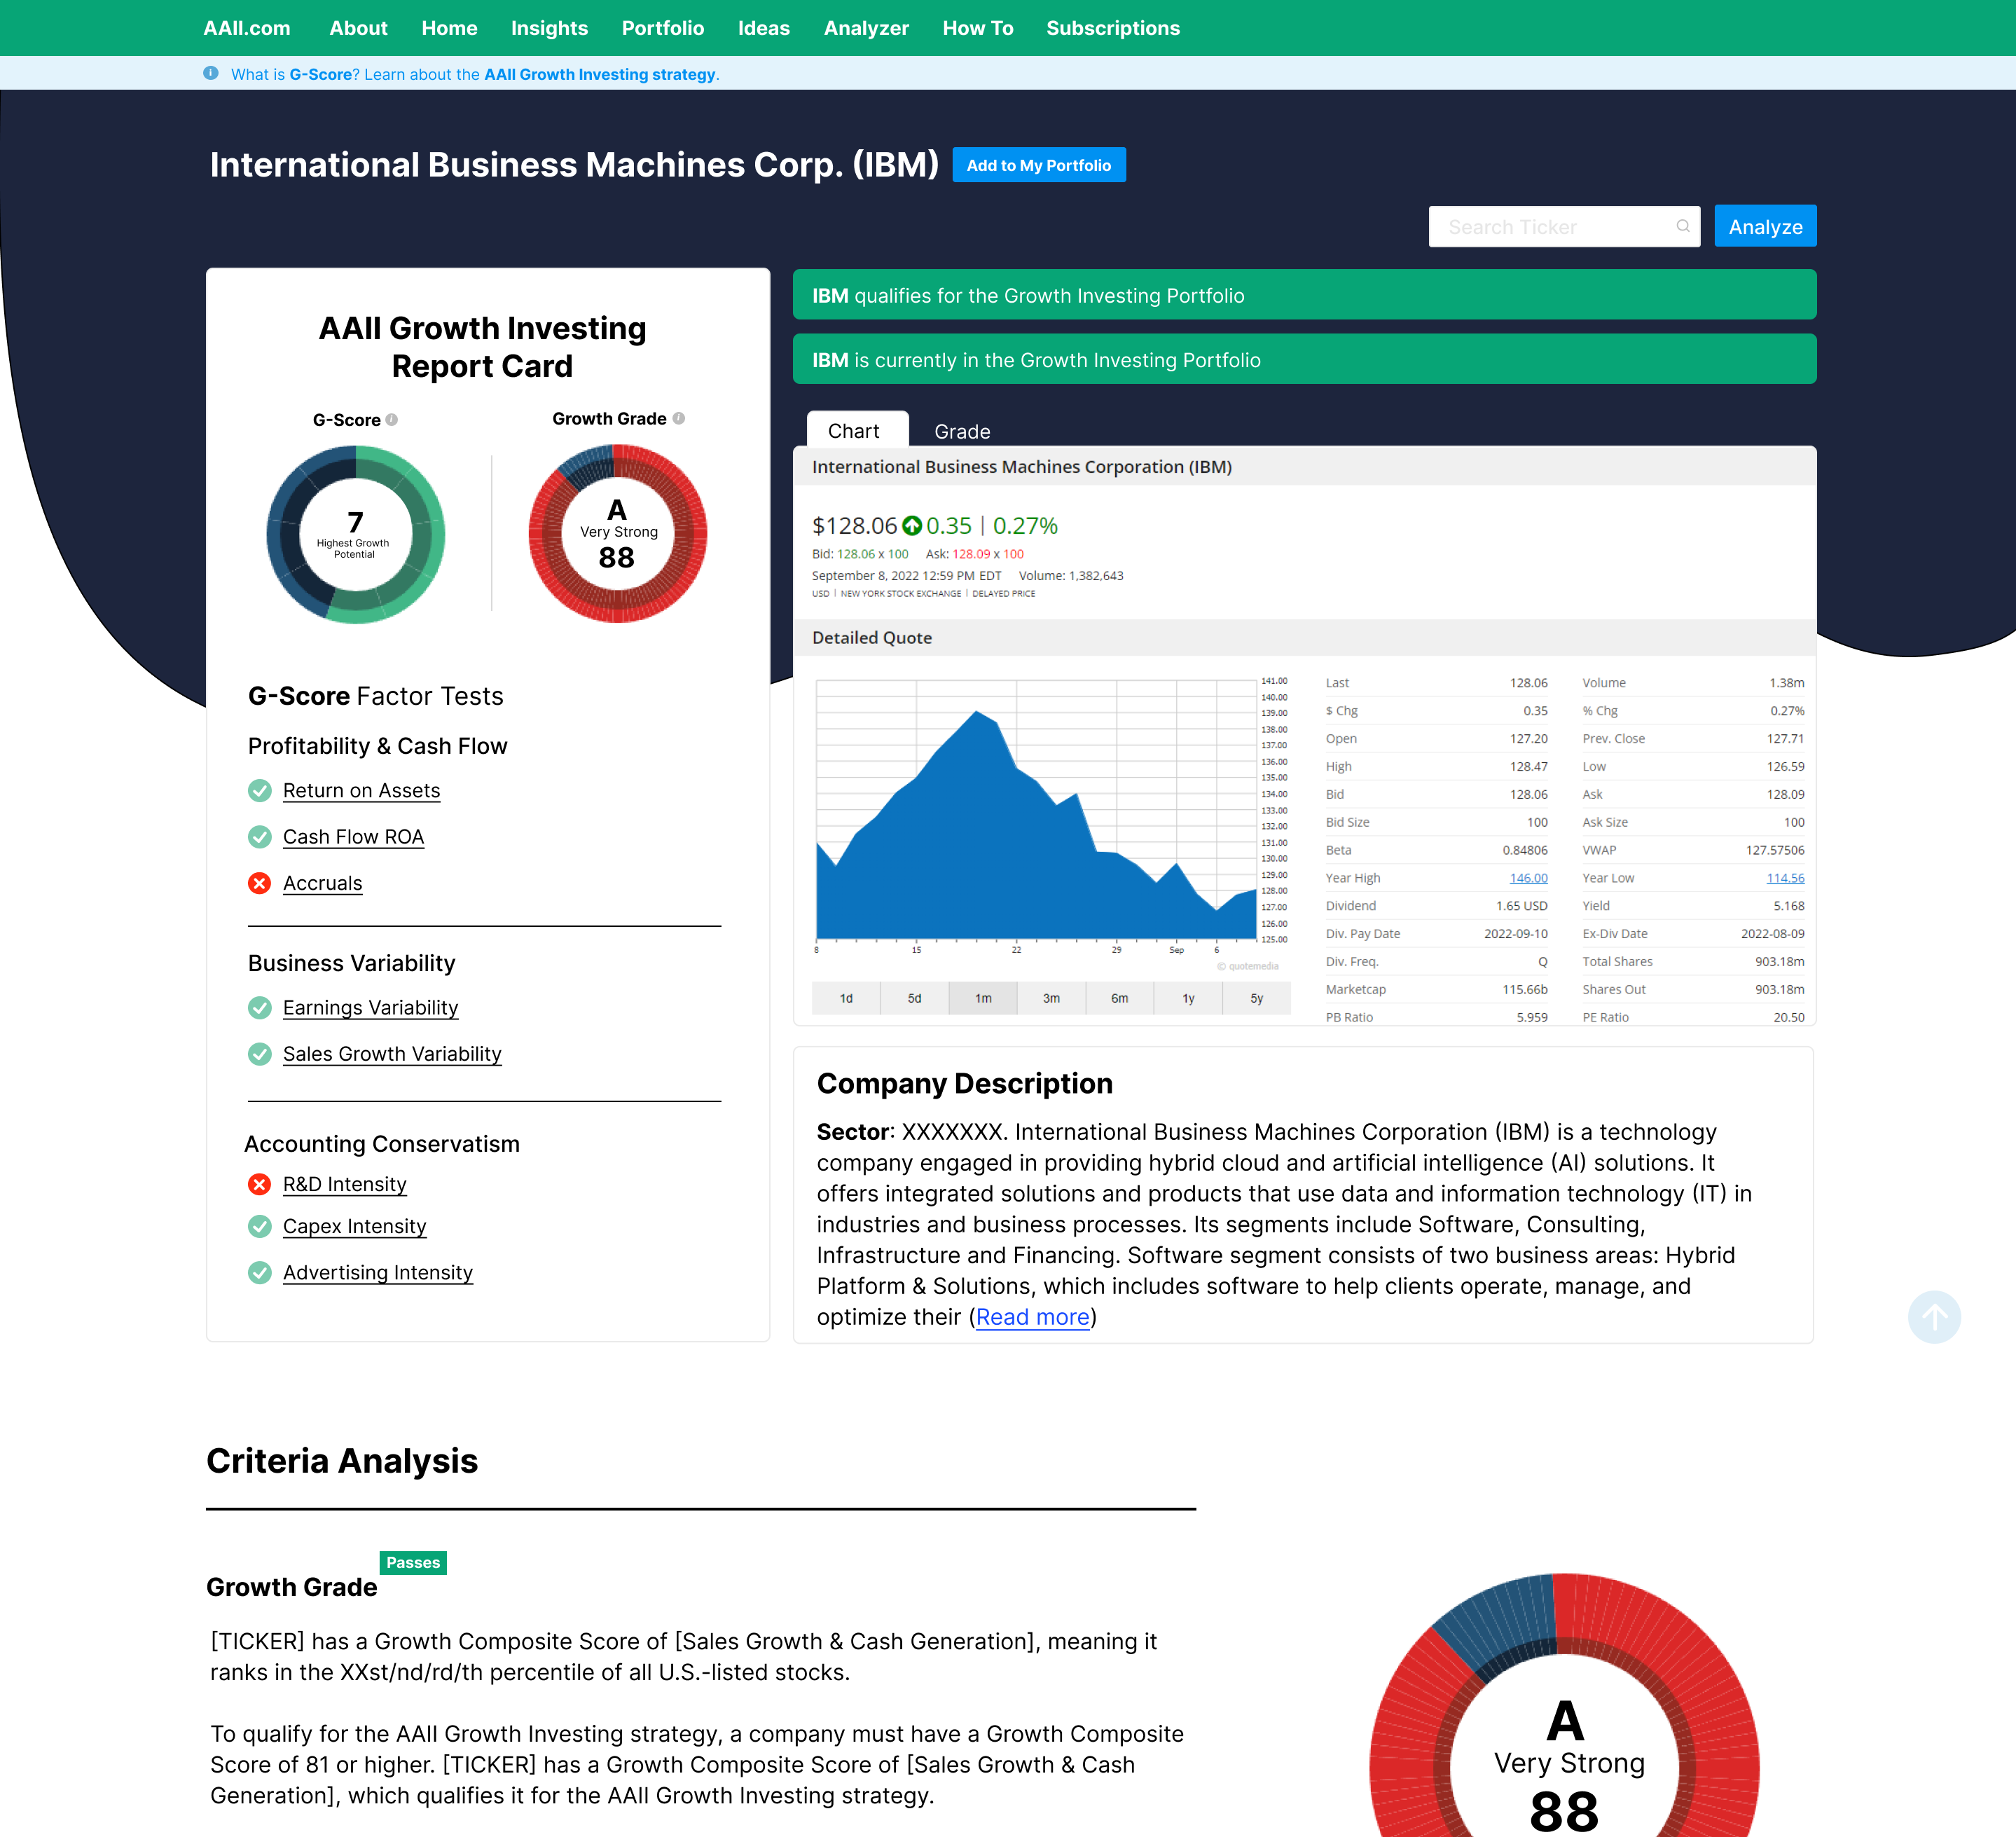 AAII.com About Home Insights Portfolio Ideas Analyzer How To Subscriptions
What is G-Score? Learn about the AAII Growth Investing strategy.
International Business Machines Corp. (IBM) Add to My Portfolio
Search Ticker Analyze
AAII Growth Investing
Report Card
G-Score
Growth Grade
7
Highest Growth
Potential
A
Very Strong
88
G-Score Factor Tests
Profitability & Cash Flow
Return on Assets
Cash Flow ROA
Accruals
Business Variability
Earnings Variability
Sales Growth Variability
Accounting Conservatism
R&D Intensity
Capex Intensity
Advertising Intensity
IBM qualifies for the Growth Investing Portfolio
IBM is currently in the Growth Investing Portfolio
Chart Grade
International Business Machines Corporation (IBM)
$128.06 0.35 | 0.27%
Bid: 128.06 x 100 Ask: 128.09 x 100
September 8, 2022 12:59 PM EDT Volume: 1,382,643
USD | NEW YORK STOCK EXCHANGE | DELAYED PRICE
Detailed Quote
141.00
140.00
139.00
138.00
137.00
136.00
135.00
134.00
133.00
132.00
131.00
130.00
129.00
128.00
127.00
126.00
125.00
8 15 22 29 Sep 6
© quotemedia
1d 5d 1m 3m 6m 1y 5y
Last 128.06 Volume 1.38m
$ Chg 0.35 % Chg 0.27%
Open 127.20 Prev. Close 127.71
High 128.47 Low 126.59
Bid 128.06 Ask 128.09
Bid Size 100 Ask Size 100
Beta 0.84806 VWAP 127.57506
Year High 146.00 Year Low 114.56
Dividend 1.65 USD Yield 5.168
Div. Pay Date 2022-09-10 Ex-Div Date 2022-08-09
Div. Freq. Q Total Shares 903.18m
Marketcap 115.66b Shares Out 903.18m
PB Ratio 5.959 PE Ratio 20.50
Company Description
Sector: XXXXXXX. International Business Machines Corporation (IBM) is a technology
company engaged in providing hybrid cloud and artificial intelligence (AI) solutions. It
offers integrated solutions and products that use data and information technology (IT) in
industries and business processes. Its segments include Software, Consulting,
Infrastructure and Financing. Software segment consists of two business areas: Hybrid
Platform & Solutions, which includes software to help clients operate, manage, and
optimize their (Read more)
Criteria Analysis
Passes
Growth Grade
[TICKER] has a Growth Composite Score of [Sales Growth & Cash Generation], meaning it
ranks in the XXst/nd/rd/th percentile of all U.S.-listed stocks.
To qualify for the AAII Growth Investing strategy, a company must have a Growth Composite
Score of 81 or higher. [TICKER] has a Growth Composite Score of [Sales Growth & Cash
Generation], which qualifies it for the AAII Growth Investing strategy.
A
Very Strong
88